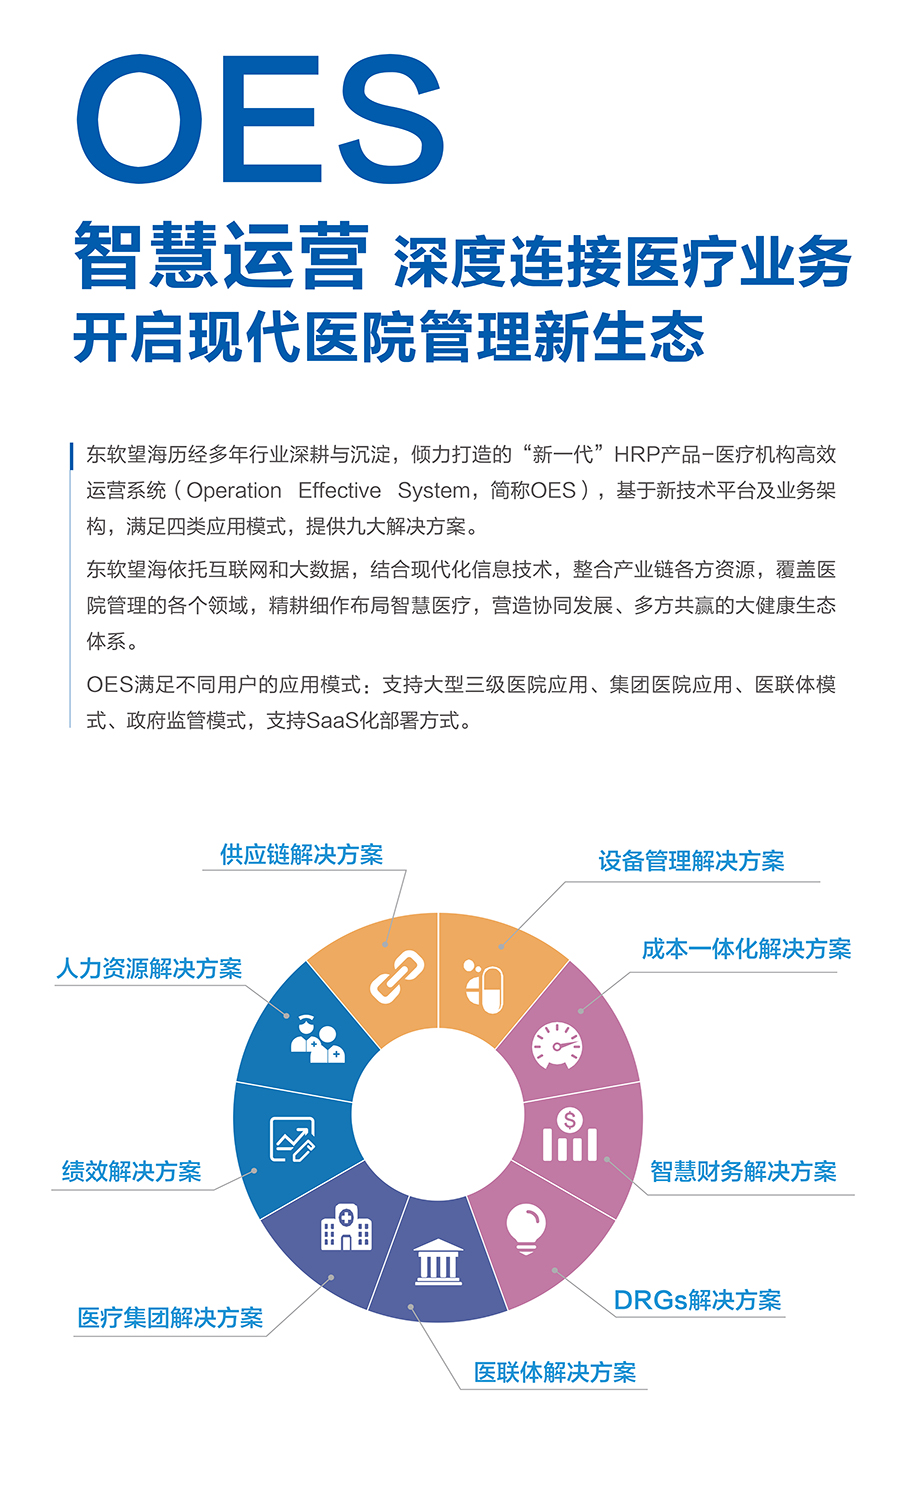 OES
智慧运营 深度连接医疗业务
开启现代医院管理新生态
东软望海历经多年行业深耕与沉淀，倾力打造的“新一代”HRP产品-医疗机构高效
运营系统（Operation Effective System，简称OES），基于新技术平台及业务架
构，满足四类应用模式，提供九大解决方案。
东软望海依托互联网和大数据，结合现代化信息技术，整合产业链各方资源，覆盖医
院管理的各个领域，精耕细作布局智慧医疗，营造协同发展、多方共赢的大健康生态
体系。
OES满足不同用户的应用模式：支持大型三级医院应用、集团医院应用、医联体模
式、政府监管模式，支持SaaS化部署方式。
供应链解决方案
设备管理解决方案
成本一体化解决方案
人力资源解决方案
$
绩效解决方案
智慧财务解决方案
DRGs解决方案
医疗集团解决方案
医联体解决方案